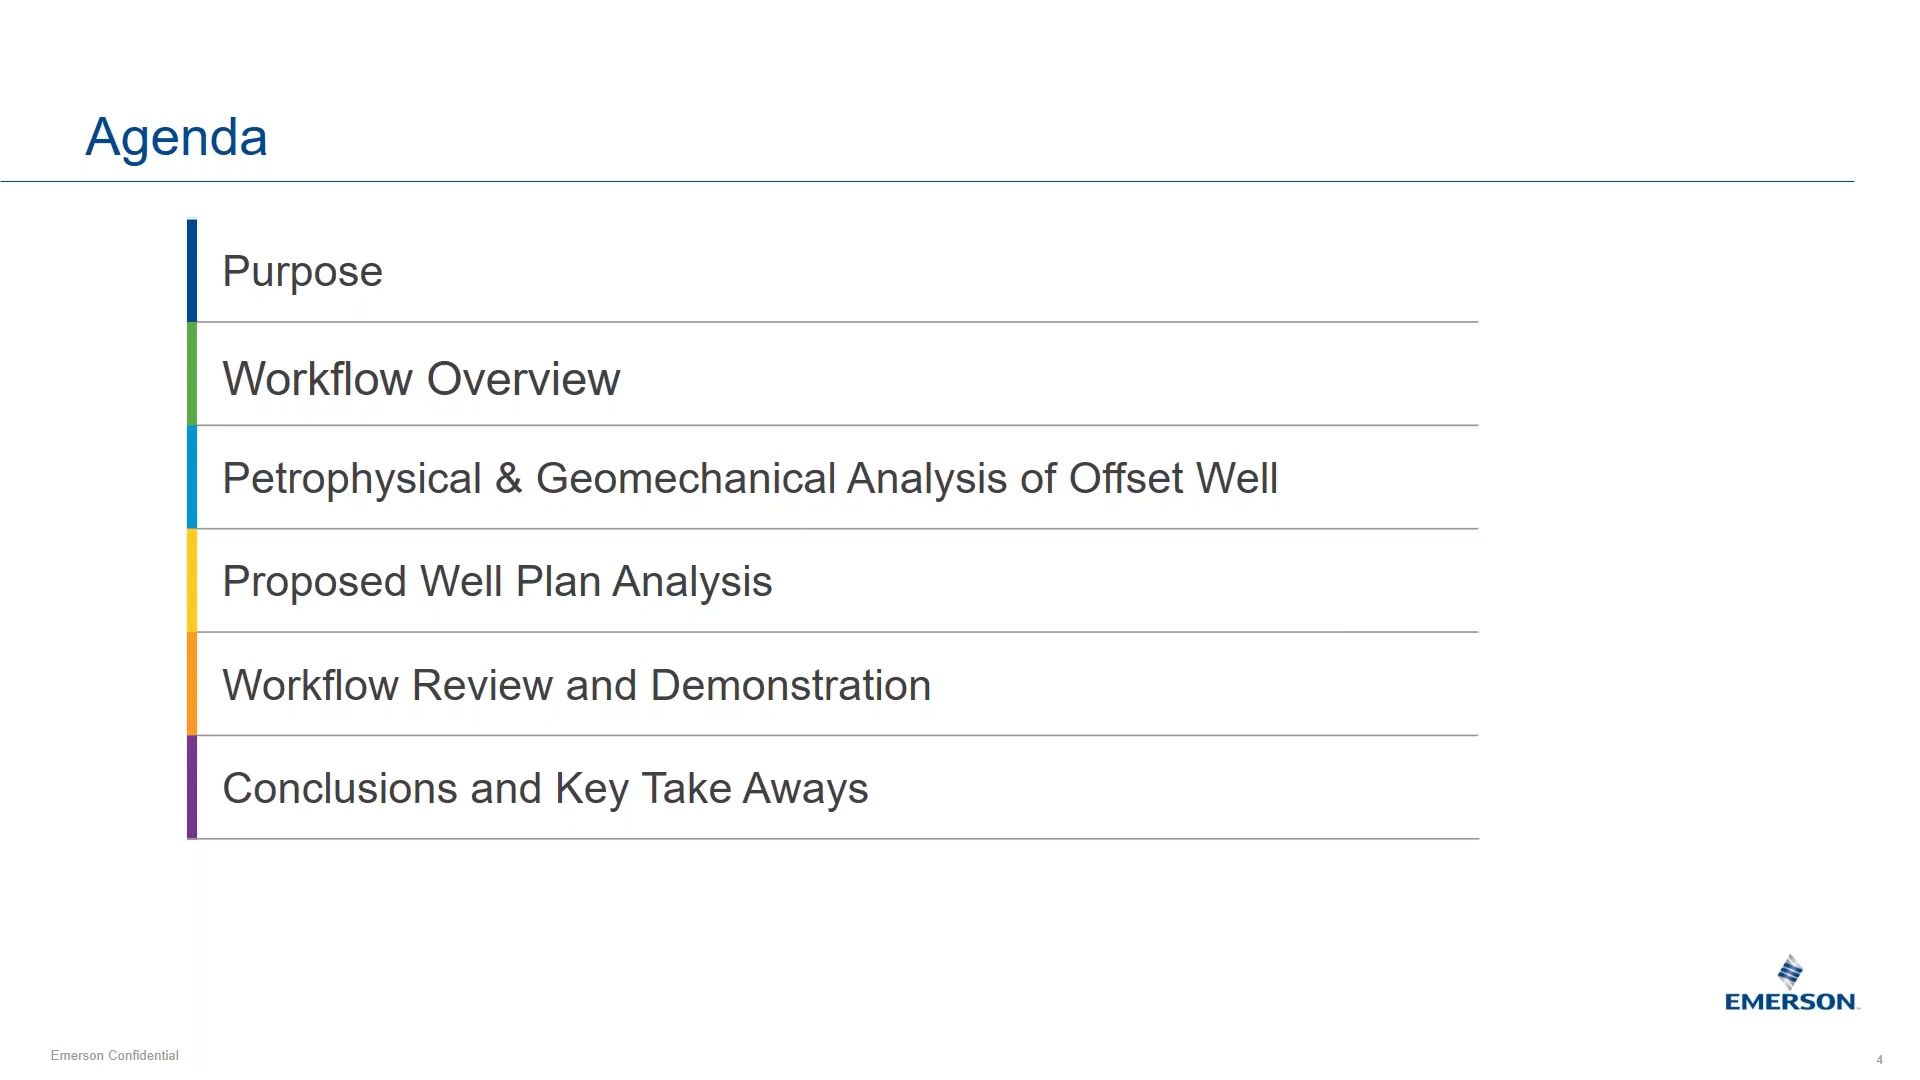 Agenda
Purpose
Workflow Overview
Petrophysical & Geomechanical Analysis of Offset Well
Proposed Well Plan Analysis
Workflow Review and Demonstration
Conclusions and Key Take Aways
EMERSON
Emerson Confidential
4